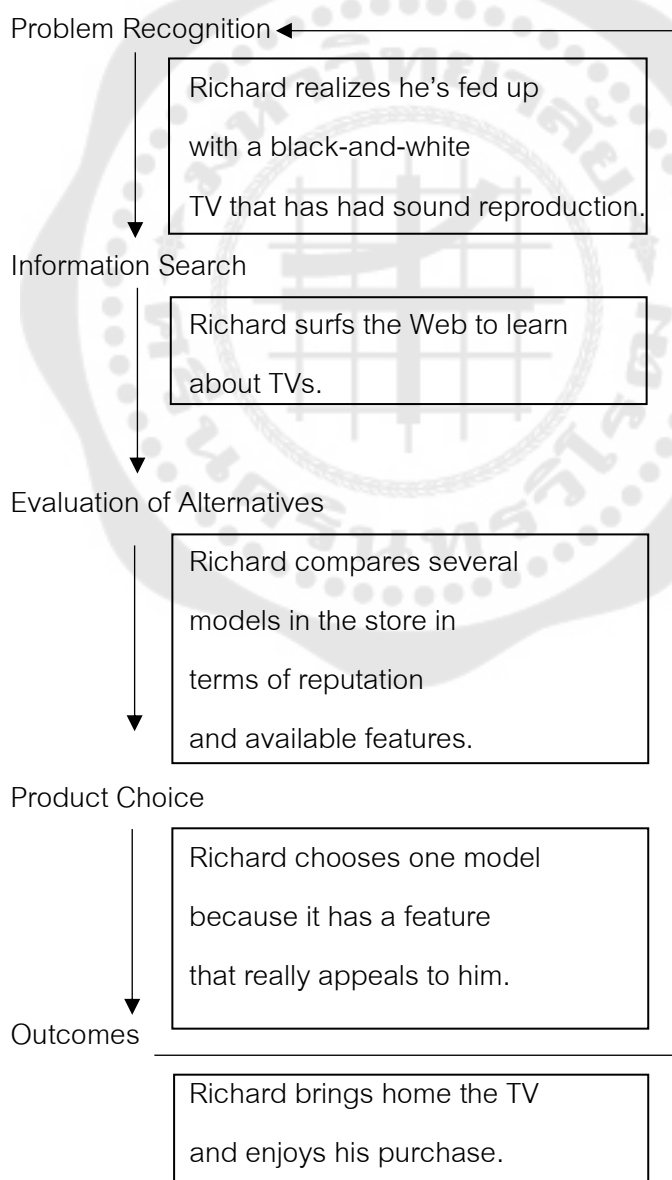 Problem Recognition
Richard realizes he's fed up
with a black-and-white
TV that has had sound reproduction.
Information Search
Richard surfs the Web to learn
about TVs.
Evaluation of Alternatives
Richard compares several
models in the store in
terms of reputation
and available features.
Product Choice
Richard chooses one model
because it has a feature
that really appeals to him.
Outcomes
Richard brings home the TV
and enjoys his purchase.